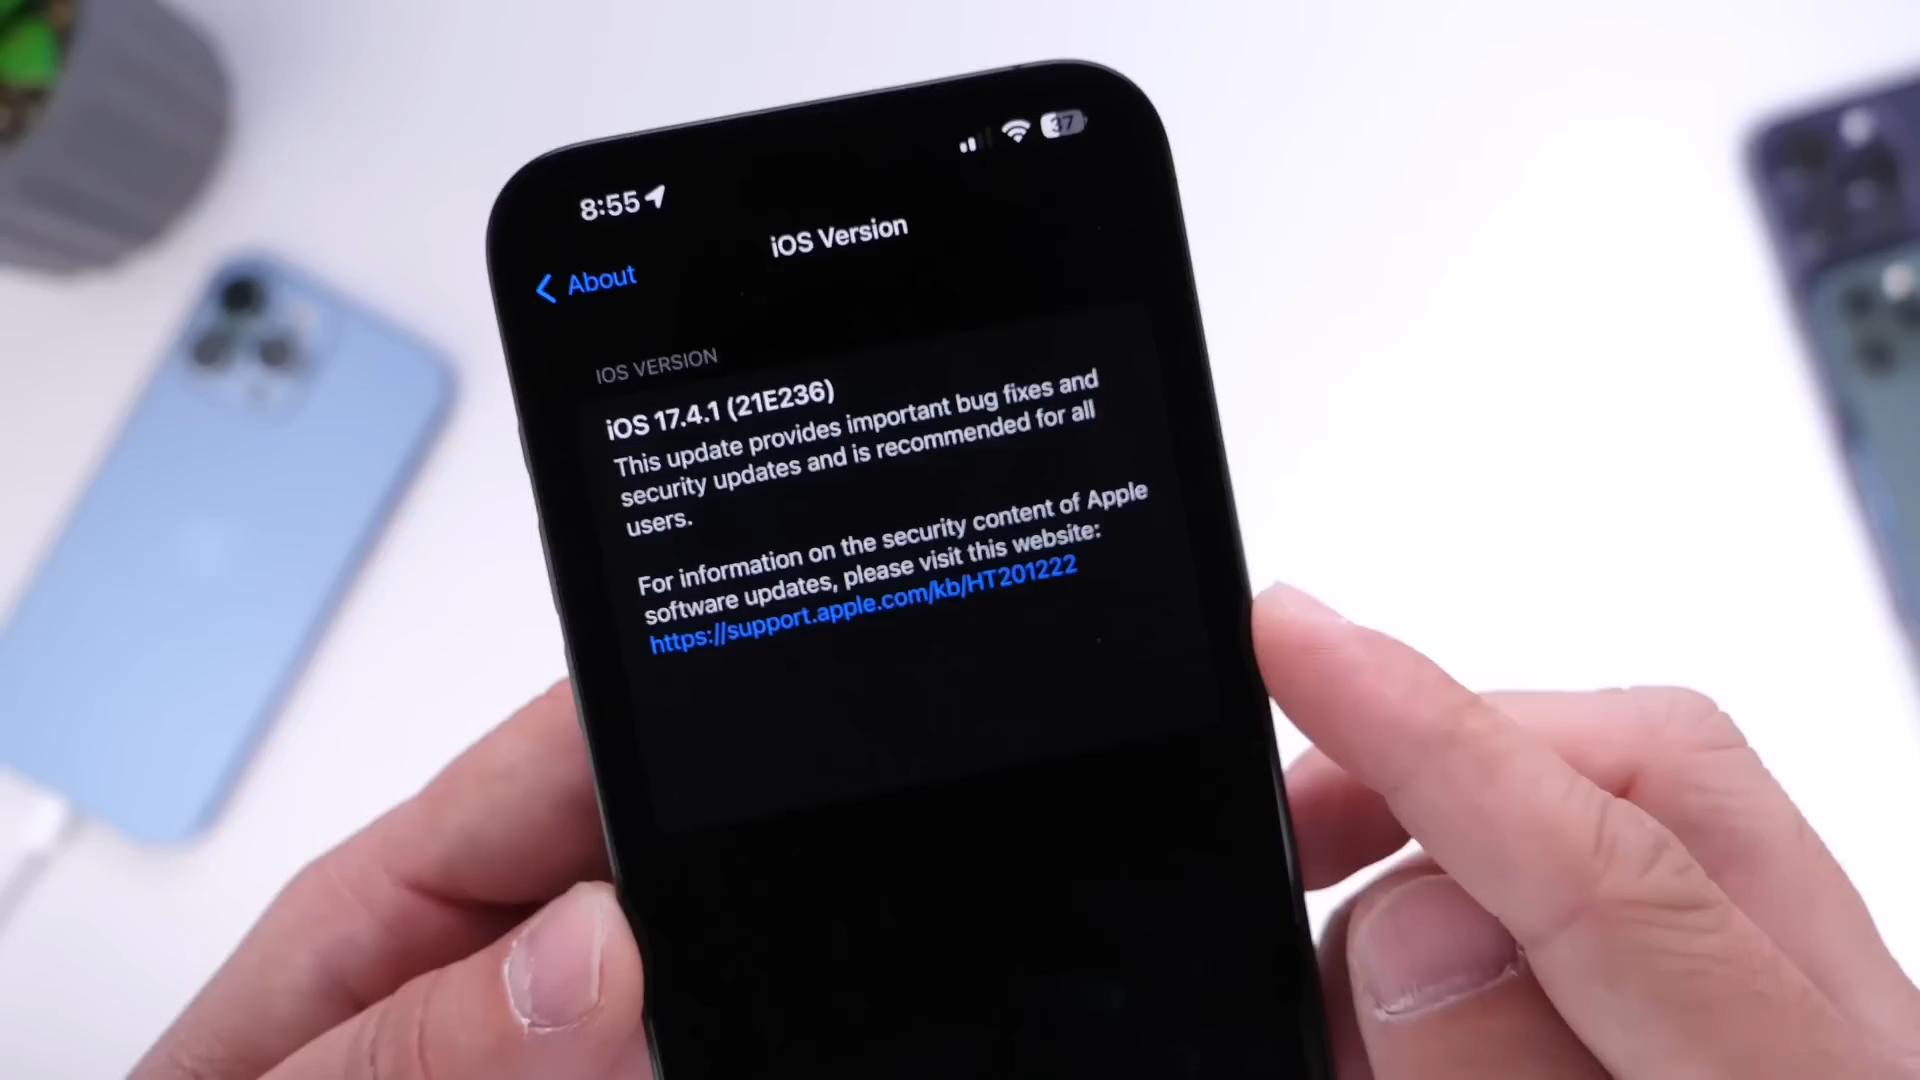 8:55
37
iOS Version
About
IOS VERSION
iOS 17.4.1 (21E236)
This update provides important bug fixes and
security updates and is recommended for all
users.
For information on the security content of Apple
software updates, please visit this website:
https://support.apple.com/kb/HT201222